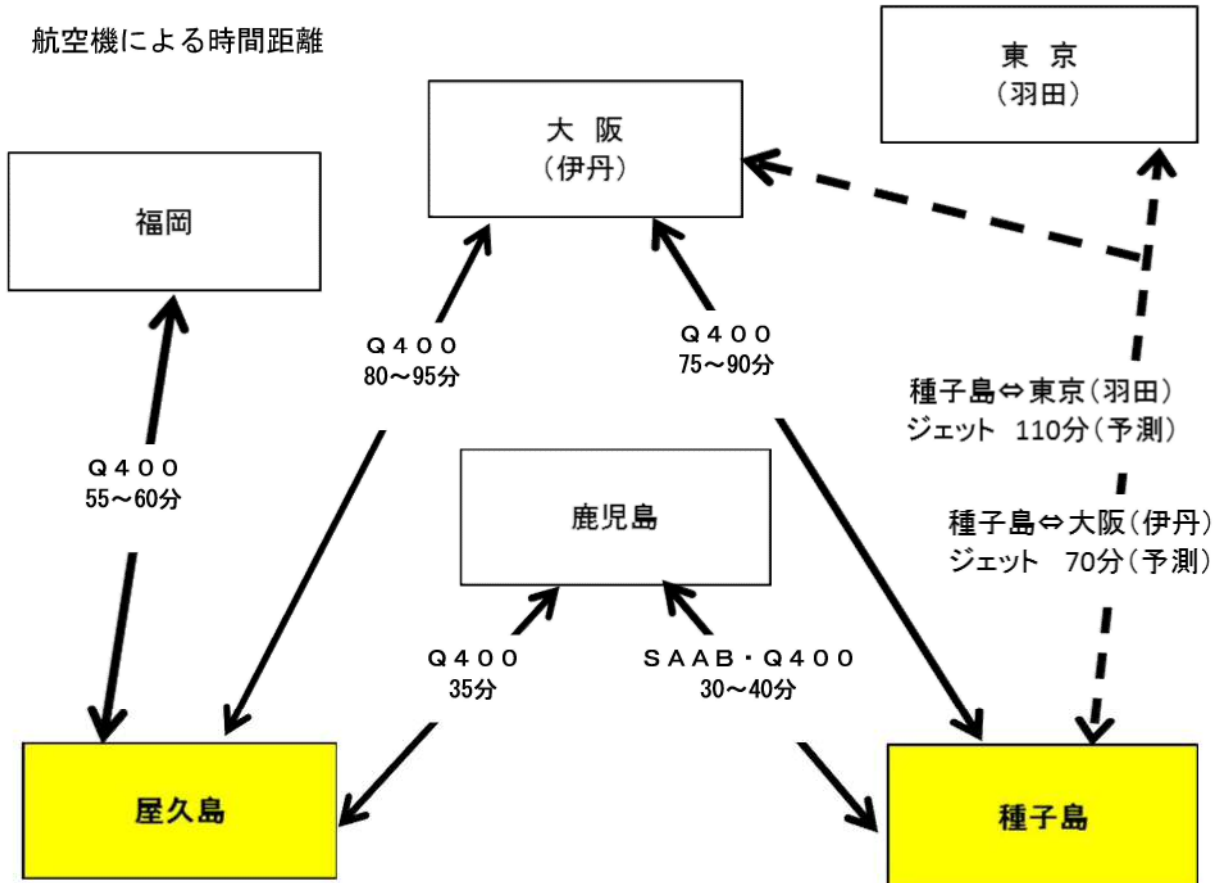 航空機による時間距離
東 京
(羽田)
大 阪
(伊丹)
福岡
Ｑ４００
80～95分
Ｑ４００
75～90分
種子島⇔東京(羽田)
ジェット 110分(予測)
Ｑ４００
55～60分
鹿児島
種子島⇔大阪(伊丹)
ジェット 70分(予測)
Ｑ４００
35分
ＳＡＡＢ・Ｑ４００
30～40分
屋久島
種子島